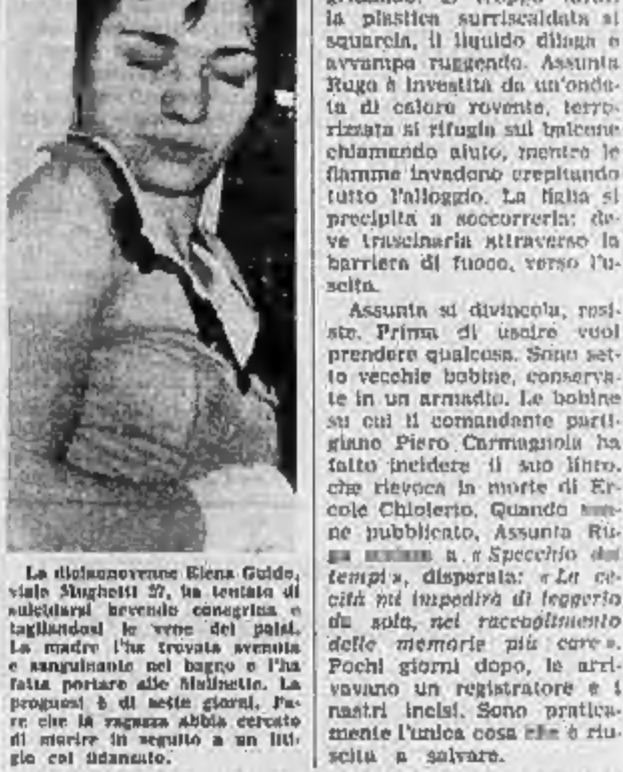 la plastica surriscaldata si
squarcia, il liquido dilaga e
avvampa ruggendo. Assunta
Ruga è investita da un'onda-
ta di calore rovente, terro-
rizzata si rifugia sul balcone
chiamando aiuto, mentre le
fiamme invadono crepitando
tutto l'alloggio. La figlia si
precipita a soccorrerla: de-
ve trascinarla attraverso la
barriera di fuoco, verso l'u-
scita.
Assunta si divincola, resi-
ste. Prima di uscire vuol
prendere qualcosa. Sono set-
te vecchie bobine, conserva-
te in un armadio. Le bobine
su cui il comandante parti-
giano Piero Carmagnola ha
fatto incidere il suo libro,
che rievoca la morte di Er-
cole Chiolerio. Quando
ne pubblicato, Assunta Ru-
ga a « Specchio dei
tempi », disperata: « La ce-
cità mi impedirà di leggerlo
da sola, nel raccoglimento
delle memorie più care ».
Pochi giorni dopo, le arri-
vavano un registratore e i
nastri incisi. Sono pratica-
mente l'unica cosa che è riu-
scita a salvare.
La diciannovenne Elena Guido,
viale Mughetti 27, ha tentato di
suicidarsi bevendo conegrina e
tagliandosi le vene dei polsi.
La madre l'ha trovata svenuta
e sanguinante nel bagno e l'ha
fatta portare alle Molinette. La
prognosi è di sette giorni. Pa-
re che la ragazza abbia cercato
di morire in seguito a un liti-
gio col fidanzato.